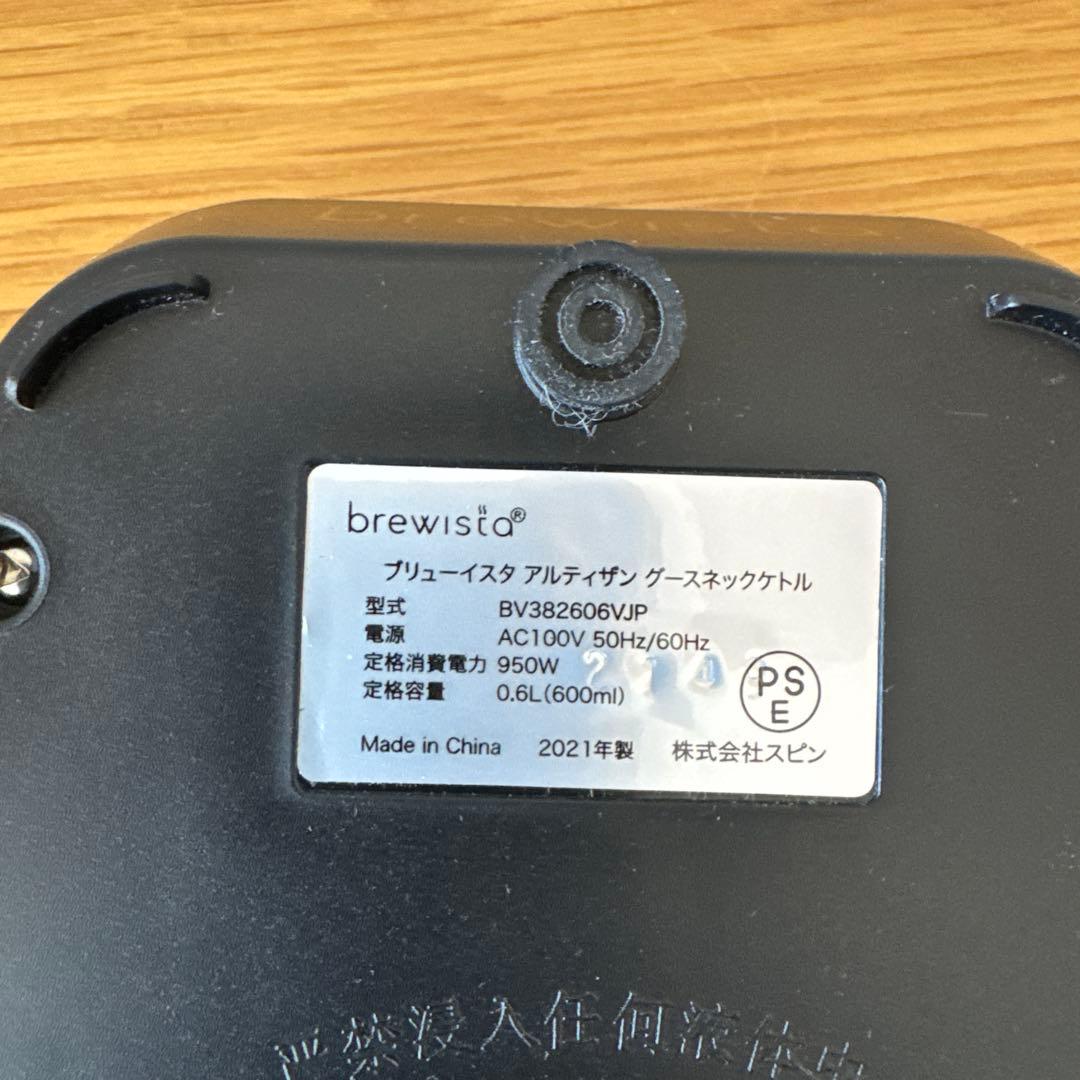 brewista®
ブリューイスタ アルティザン グースネックケトル
型式 BV382606VJP
電源 AC100V 50Hz/60Hz
定格消費電力 950W
定格容量 0.6L(600ml)
PS
E
Made in China 2021年製 株式会社スピン
严禁浸入任何液体中